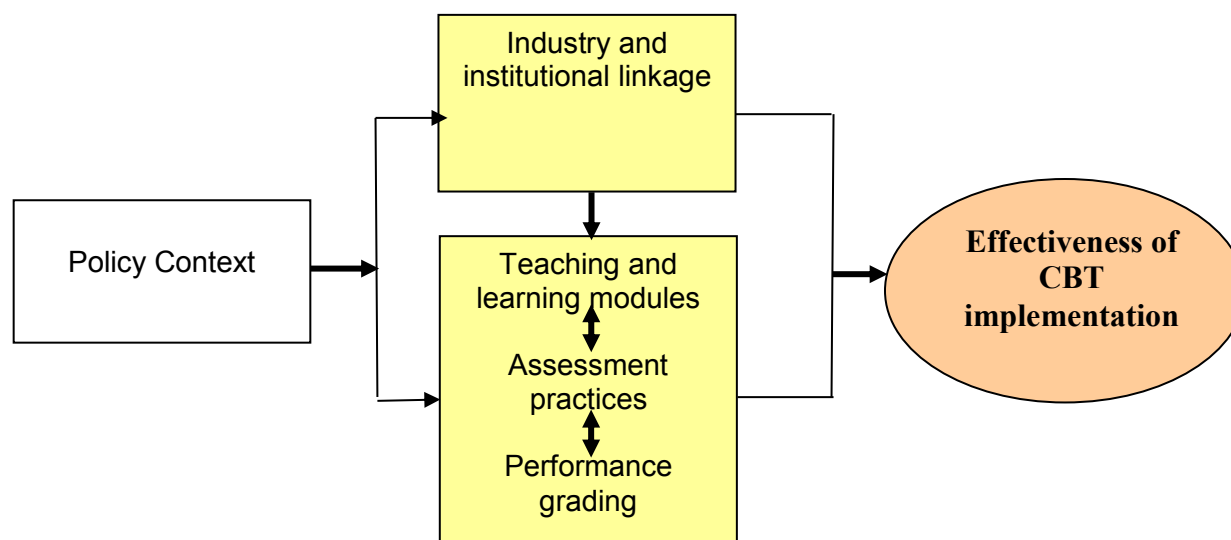 Industry and
institutional linkage
Policy Context
Teaching and
learning modules
Assessment
practices
Performance
grading
Effectiveness of
CBT
implementation